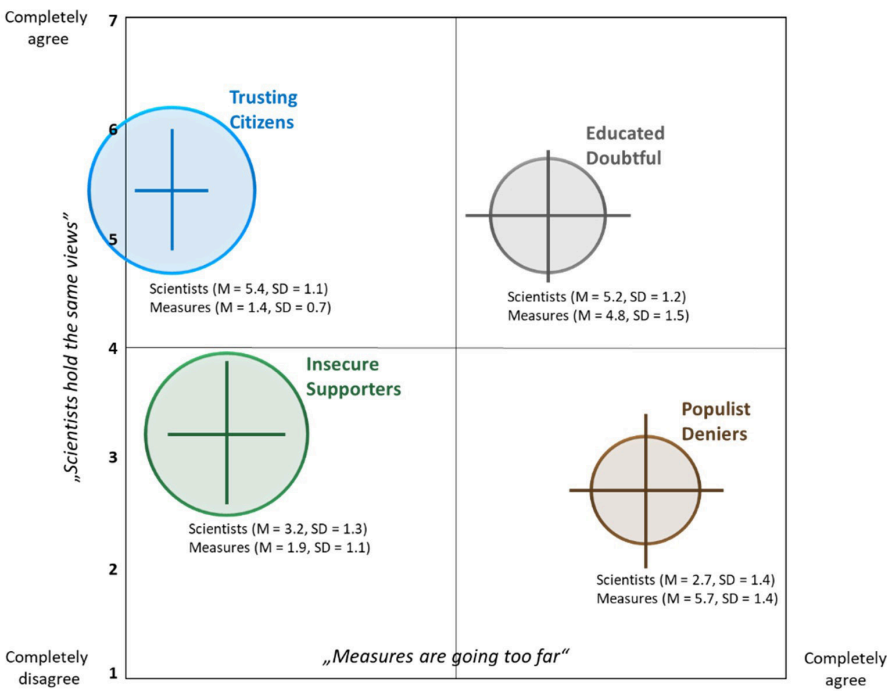 Completely
agree
7
Trusting
Citizens
6
Educated
Doubtful
5
Scientists (M = 5.4, SD = 1.1)
Measures (M = 1.4, SD = 0.7)
Scientists (M = 5.2, SD = 1.2)
Measures (M = 4.8, SD = 1.5)
„Scientists hold the same views”
4
Insecure
Supporters
Populist
Deniers
3
Scientists (M = 3.2, SD = 1.3)
Measures (M = 1.9, SD = 1.1)
2
Scientists (M = 2.7, SD = 1.4)
Measures (M = 5.7, SD = 1.4)
Completely
disagree
1
„Measures are going too far“
Completely
agree